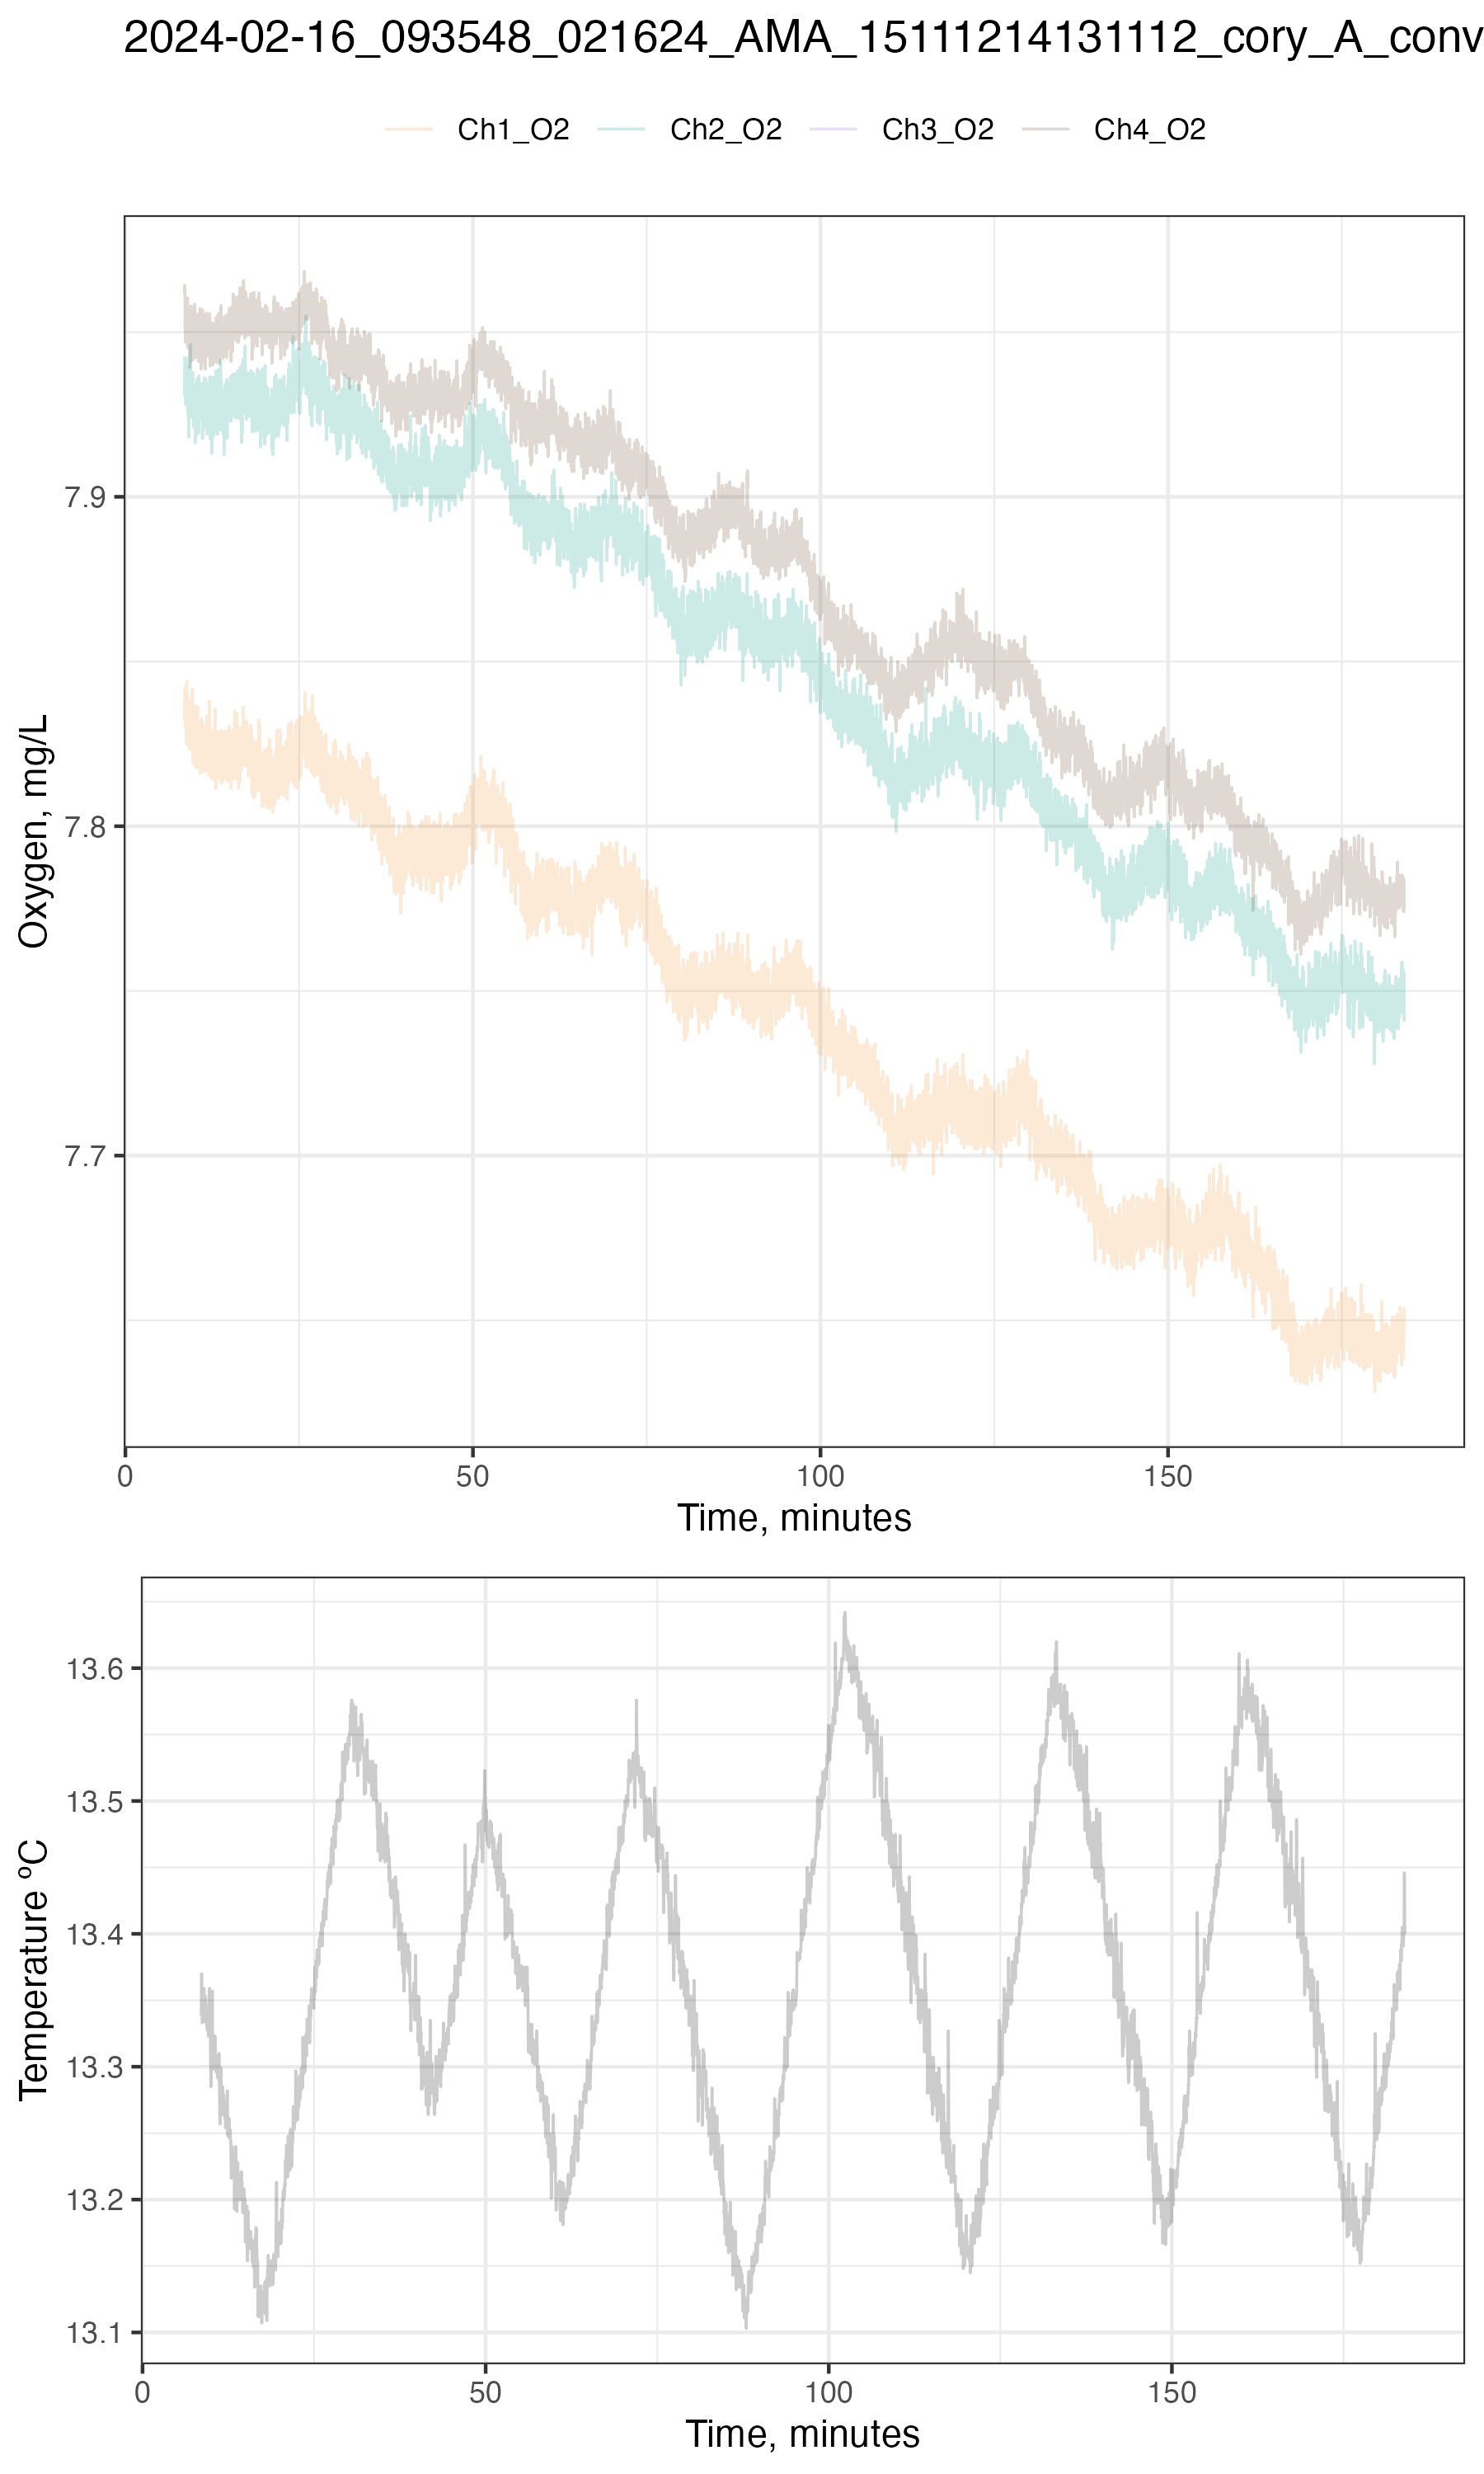 2024-02-16_093548_021624_AMA_15111214131112_cory_A_conv
Ch1_O2 Ch2_O2 Ch3_O2 Ch4_O2
Oxygen, mg/L
7.9
7.8
7.7
0 50 100 150
Time, minutes
Temperature ºC
13.6
13.5
13.4
13.3
13.2
13.1
0 50 100 150
Time, minutes